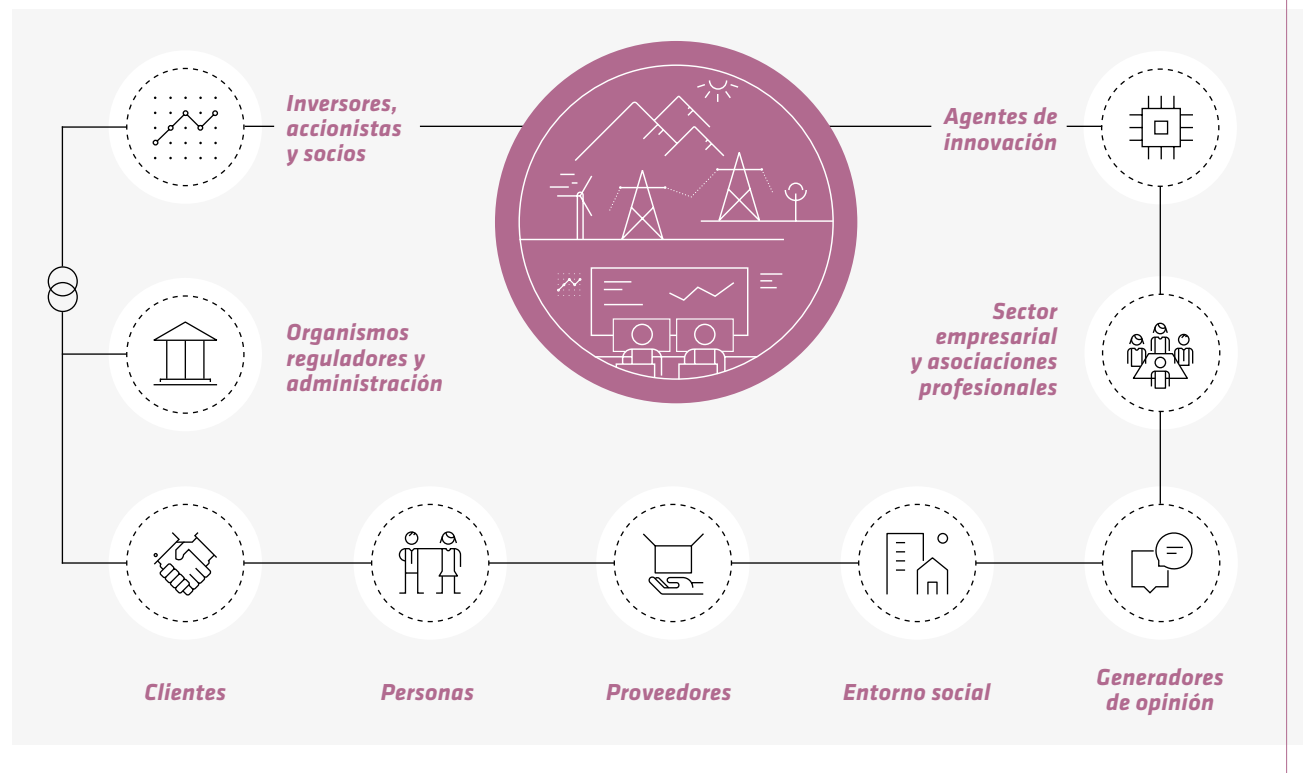 Inversores,
accionistas
y socios
Agentes de
innovación
Organismos
reguladores y
administración
Sector
empresarial
y asociaciones
profesionales
Clientes
Personas
Proveedores
Entorno social
Generadores
de opinión